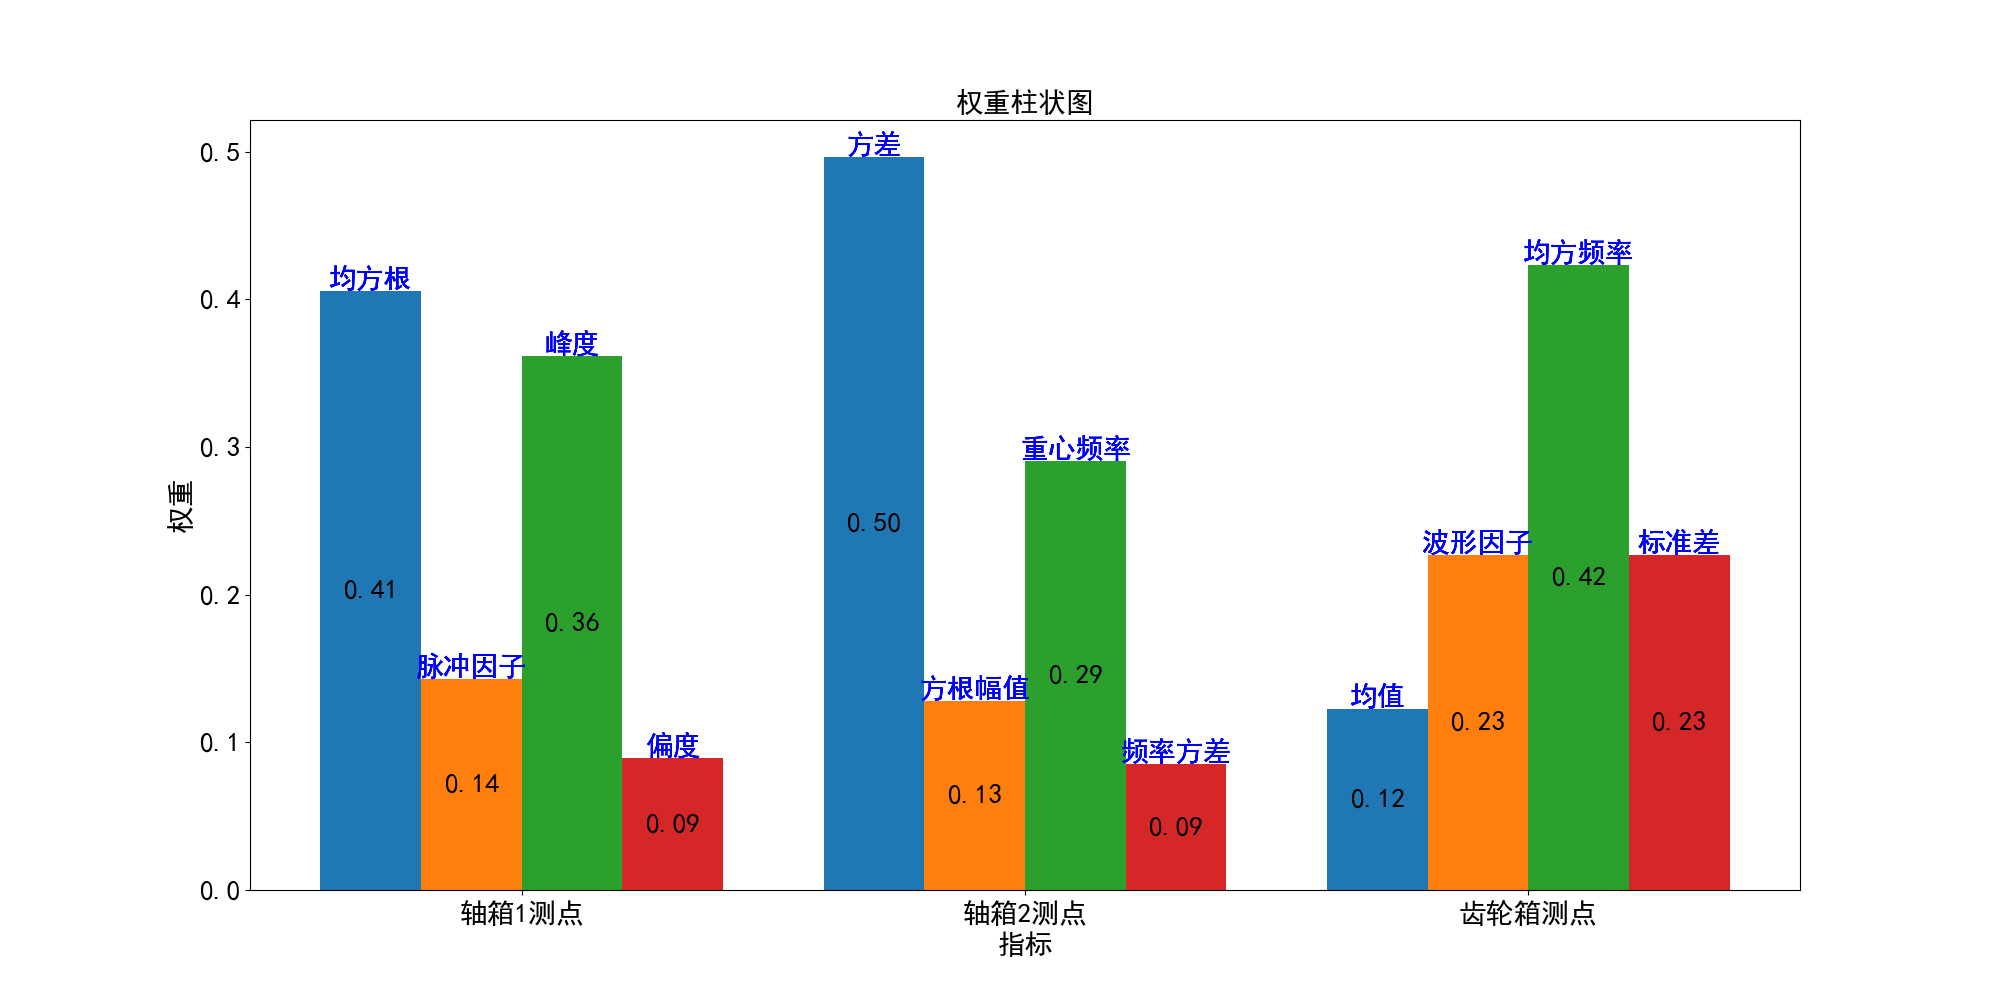 权重柱状图
0.5
0.4
0.3
0.2
0.1
0.0
权重
均方根
0.41
脉冲因子
0.14
峰度
0.36
偏度
0.09
方差
0.50
方根幅值
0.13
重心频率
0.29
频率方差
0.09
均值
0.12
波形因子
0.23
均方频率
0.42
标准差
0.23
轴箱1测点
轴箱2测点
齿轮箱测点
指标